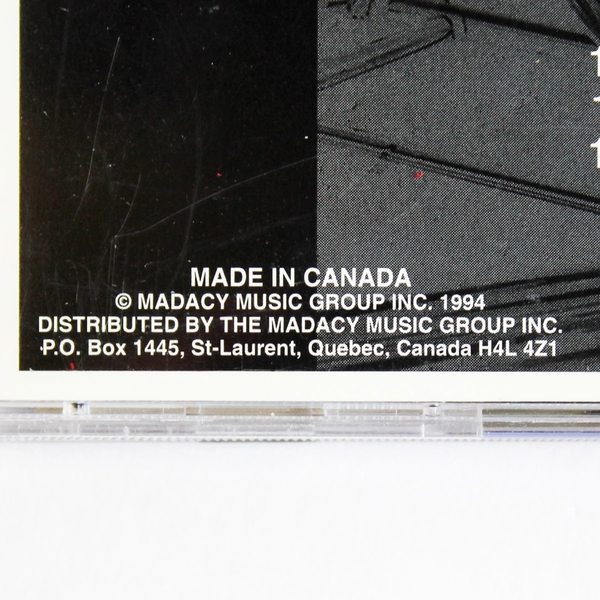 MADE IN CANADA
© MADACY MUSIC GROUP INC. 1994
DISTRIBUTED BY THE MADACY MUSIC GROUP INC.
P.O. Box 1445, St-Laurent, Quebec, Canada H4L 4Z1